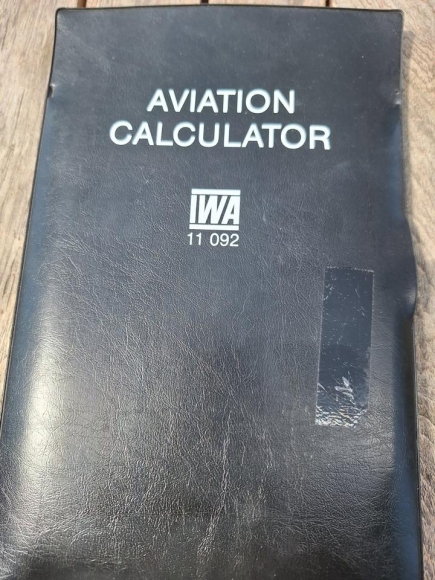 AVIATION
CALCULATOR
IWA
11 092